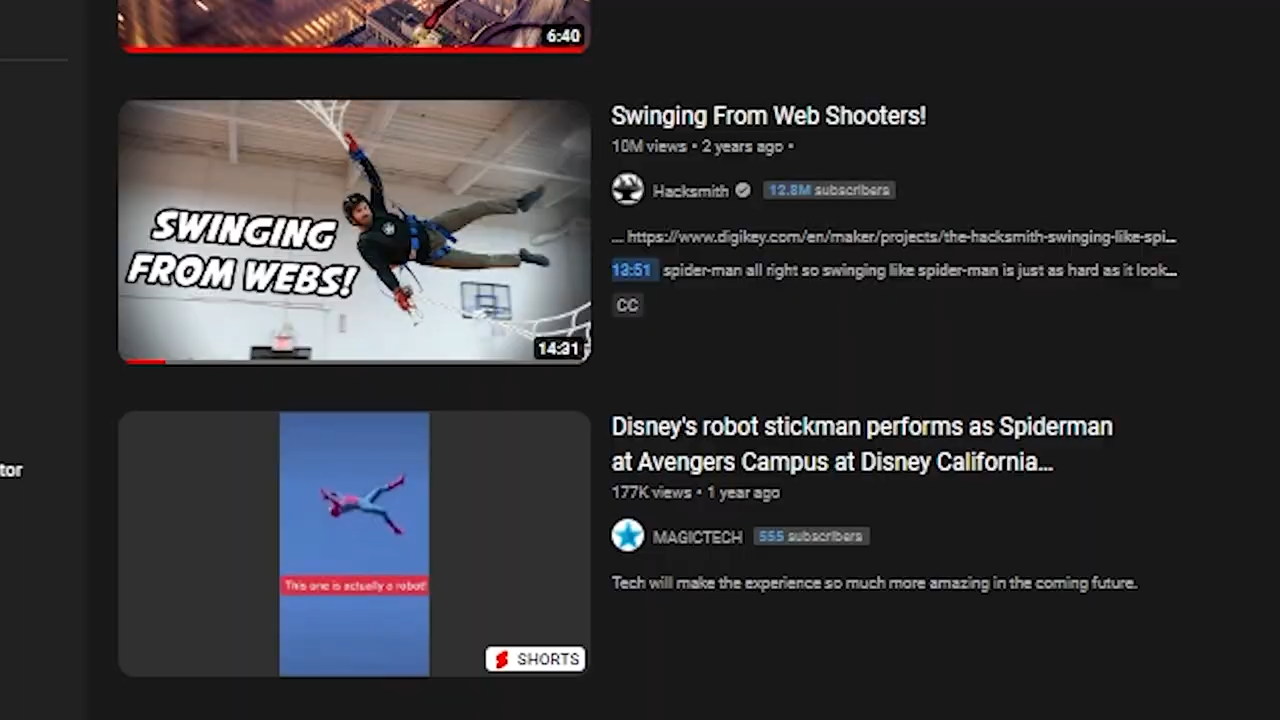 6:40
SWINGING
FROM WEBS!
14:31
Swinging From Web Shooters!
10M views • 2 years ago •
Hacksmith
12.8M subscribers
... https://www.digikey.com/en/maker/projects/the-hacksmith-swinging-like-spi...
13:51 spider-man all right so swinging like spider-man is just as hard as it look...
CC
tor
This one is actually a robot!
SHORTS
Disney's robot stickman performs as Spiderman
at Avengers Campus at Disney California...
177K views • 1 year ago
MAGICTECH
555 subscribers
Tech will make the experience so much more amazing in the coming future.